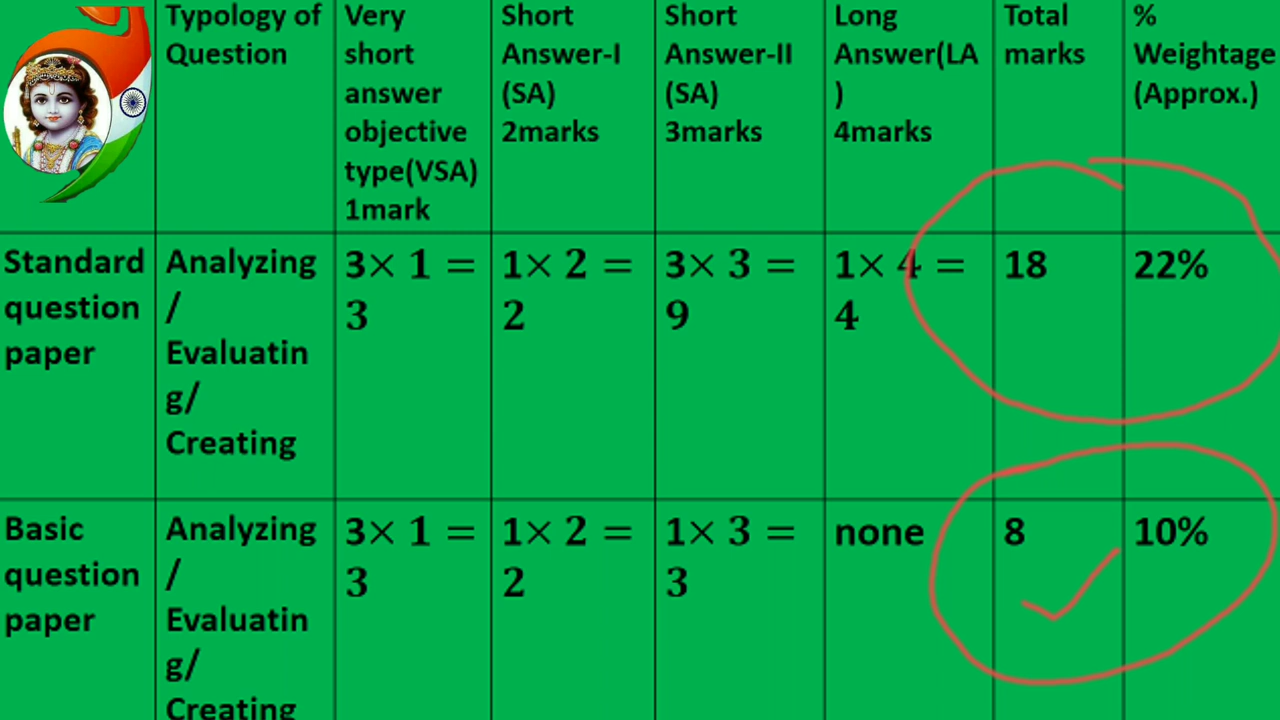 Typology of
Question
Very
short
answer
objective
type(VSA)
1mark
Short
Answer-I
(SA)
2marks
Short
Answer-II
(SA)
3marks
Long
Answer(LA
)
4marks
Total
marks
%
Weightage
(Approx.)
Standard
question
paper
Analyzing
/
Evaluatin
g/
Creating
3× 1 =
3
1× 2 =
2
3× 3 =
9
1× 4 =
4
18
22%
Basic
question
paper
Analyzing
/
Evaluatin
g/
Creating
3× 1 =
3
1× 2 =
2
1× 3 =
3
none
8
10%